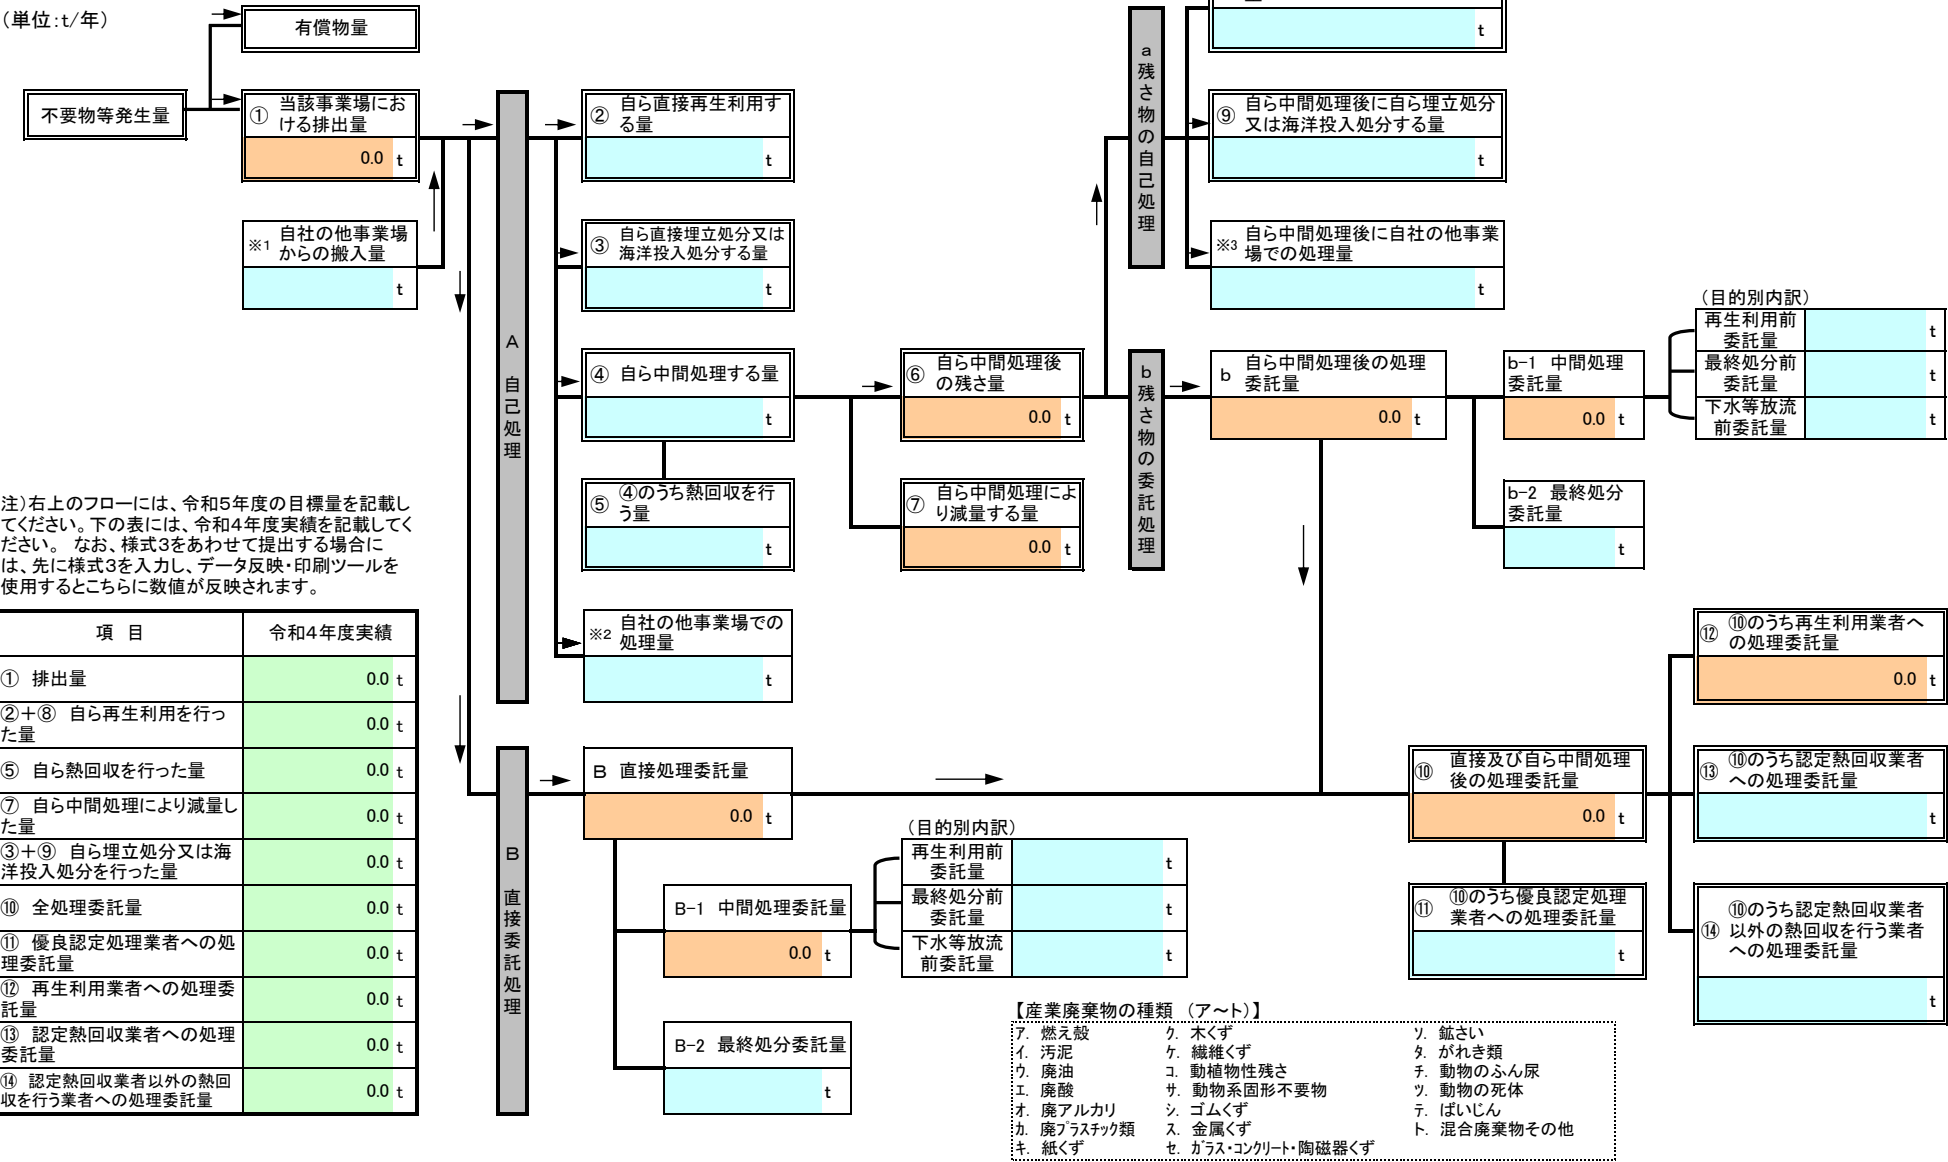 （単位：ｔ/年）
有償物量
不要物等発生量
① 当該事業場にお
ける排出量
0.0 t
※1 自社の他事業場
からの搬入量
t
A 自己処理
② 自ら直接再生利用す
る量
t
③ 自ら直接埋立処分又は
海洋投入処分する量
t
④ 自ら中間処理する量
t
⑤ ④のうち熱回収を行
う量
t
※2 自社の他事業場での
処理量
t
⑥ 自ら中間処理後
の残さ量
0.0 t
⑦ 自ら中間処理によ
り減量する量
0.0 t
a 残さ物の自己処理
t
⑨ 自ら中間処理後に自ら埋立処分
又は海洋投入処分する量
t
※3 自ら中間処理後に自社の他事業
場での処理量
t
b 残さ物の委託処理
b 自ら中間処理後の処理
委託量
0.0 t
b-1 中間処理
委託量
0.0 t
（目的別内訳）
再生利用前
委託量
t
最終処分前
委託量
t
下水等放流
前委託量
t
b-2 最終処分
委託量
t
注）右上のフローには、令和５年度の目標量を記載し
てください。下の表には、令和４年度実績を記載してく
ださい。 なお、様式３をあわせて提出する場合に
は、先に様式３を入力し、データ反映・印刷ツールを
使用するとこちらに数値が反映されます。
項 目 令和４年度実績
① 排出量 0.0 t
②＋⑧ 自ら再生利用を行っ
た量 0.0 t
⑤ 自ら熱回収を行った量 0.0 t
⑦ 自ら中間処理により減量し
た量 0.0 t
③＋⑨ 自ら埋立処分又は海
洋投入処分を行った量 0.0 t
⑩ 全処理委託量 0.0 t
⑪ 優良認定処理業者への処
理委託量 0.0 t
⑫ 再生利用業者への処理委
託量 0.0 t
⑬ 認定熱回収業者への処理
委託量 0.0 t
⑭ 認定熱回収業者以外の熱回
収を行う業者への処理委託量 0.0 t
B 直接委託処理
B 直接処理委託量
0.0 t
B-1 中間処理委託量
0.0 t
（目的別内訳）
再生利用前
委託量
t
最終処分前
委託量
t
下水等放流
前委託量
t
B-2 最終処分委託量
t
⑩ 直接及び自ら中間処理
後の処理委託量
0.0 t
⑪ ⑩のうち優良認定処理
業者への処理委託量
t
⑫ ⑩のうち再生利用業者へ
の処理委託量
0.0 t
⑬ ⑩のうち認定熱回収業者
への処理委託量
t
⑭ ⑩のうち認定熱回収業者
以外の熱回収を行う業者
への処理委託量
t
【産業廃棄物の種類 （ア～ト）】
ｱ. 燃え殻 ｸ. 木くず ｿ. 鉱さい
ｲ. 汚泥 ｹ. 繊維くず ﾀ. がれき類
ｳ. 廃油 ｺ. 動植物性残さ ﾁ. 動物のふん尿
ｴ. 廃酸 ｻ. 動物系固形不要物 ﾂ. 動物の死体
ｵ. 廃アルカリ ｼ. ゴムくず ﾃ. ばいじん
ｶ. 廃ﾌﾟﾗｽﾁｯｸ類 ｽ. 金属くず ﾄ. 混合廃棄物その他
ｷ. 紙くず ｾ. ｶﾞﾗｽ・ｺﾝｸﾘｰﾄ・陶磁器くず